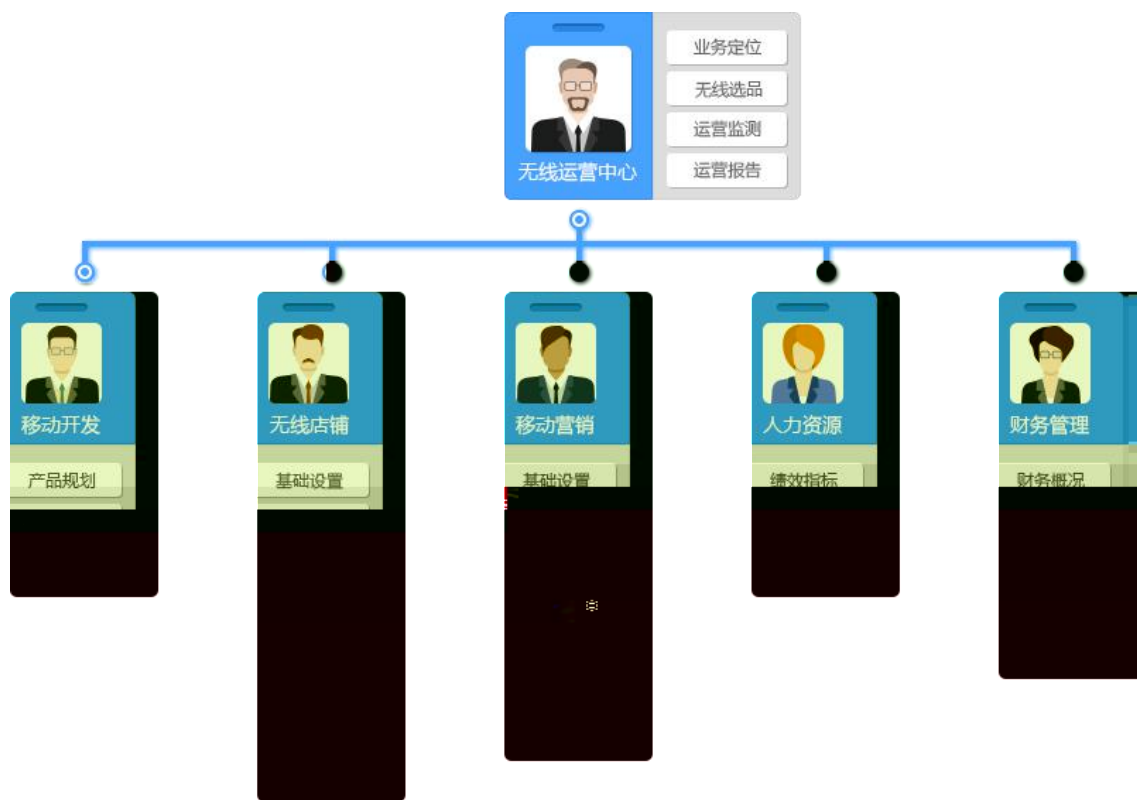 业务定位
无线选品
运营监测
运营报告
无线运营中心
移动开发
无线店铺
移动营销
人力资源
财务管理
产品规划
基础设置
基础设置
绩效指标
财务概况